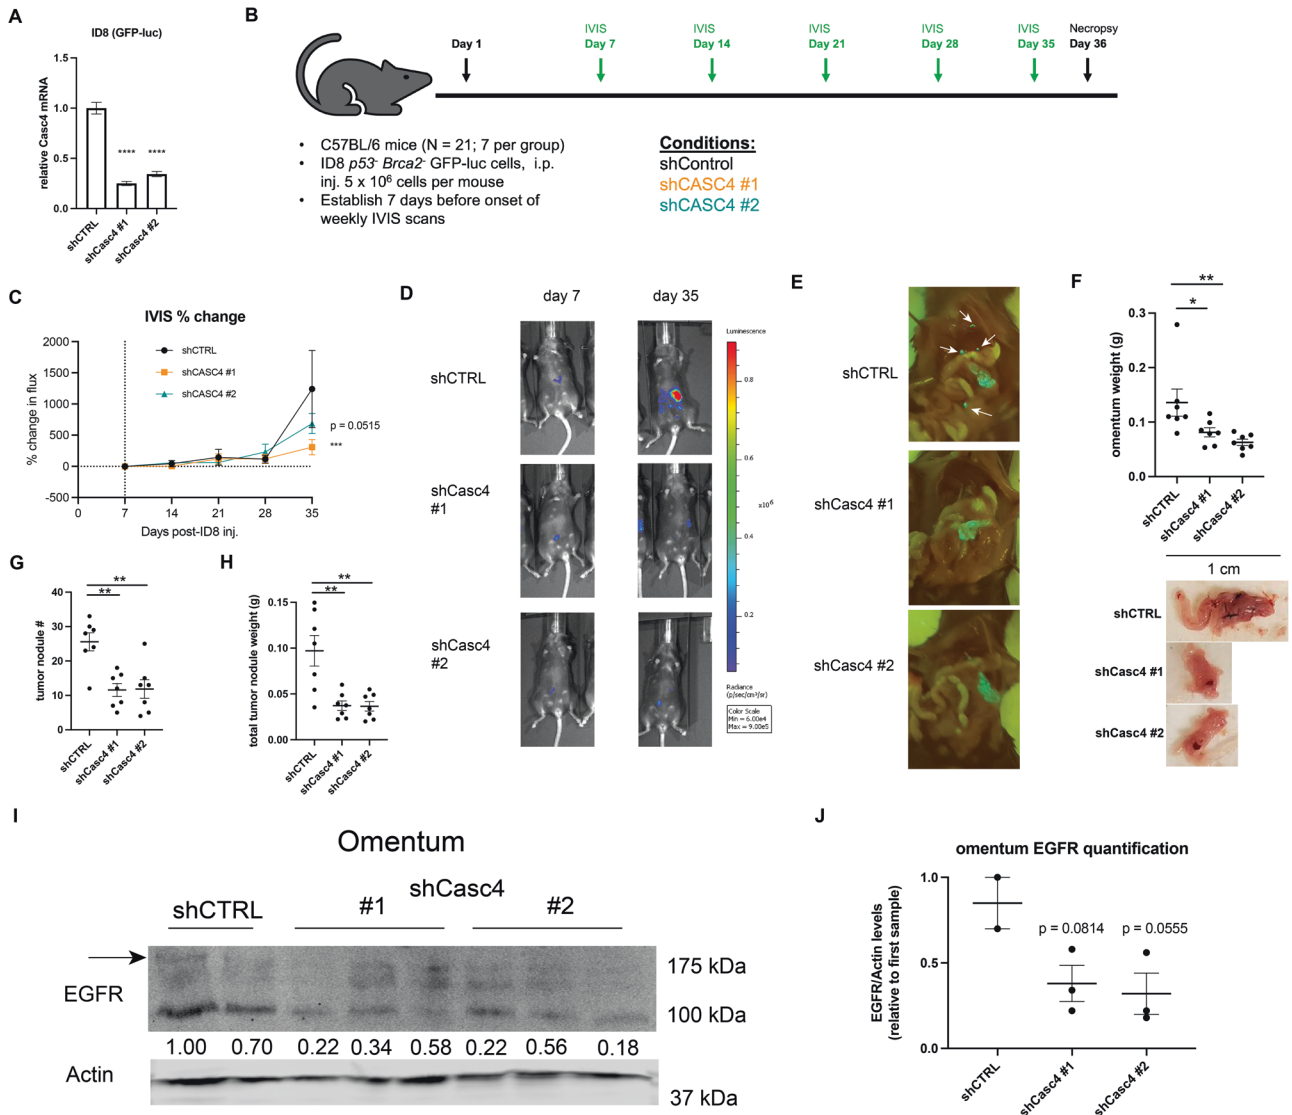 A
ID8 (GFP-luc)
relative Casc4 mRNA
1.5
1.0
0.5
0.0
****
****
shCTRL
shCasc4 #1
shCasc4 #2
B
Day 1
IVIS
Day 7
IVIS
Day 14
IVIS
Day 21
IVIS
Day 28
IVIS
Day 35
Necropsy
Day 36
• C57BL/6 mice (N = 21; 7 per group)
• ID8 p53- Brca2- GFP-luc cells, i.p.
inj. 5 x 10⁶ cells per mouse
• Establish 7 days before onset of
weekly IVIS scans
Conditions:
shControl
shCASC4 #1
shCASC4 #2
C
IVIS % change
% change in flux
2000
1500
1000
500
0
-500
shCTRL
shCASC4 #1
shCASC4 #2
p = 0.0515
***
0
7
14
21
28
35
Days post-ID8 inj.
D
day 7
day 35
shCTRL
shCasc4
#1
shCasc4
#2
Luminescence
0.8
0.6
x10⁶
0.4
0.2
Radiance
(p/sec/cm²/sr)
Color Scale
Min = 6.00e4
Max = 9.00e5
E
shCTRL
shCasc4 #1
shCasc4 #2
F
omentum weight (g)
**
*
0.3
0.2
0.1
0.0
shCTRL
shCasc4 #1
shCasc4 #2
1 cm
shCTRL
shCasc4 #1
shCasc4 #2
G
tumor nodule #
**
**
40
30
20
10
0
shCTRL
shCasc4 #1
shCasc4 #2
H
total tumor nodule weight (g)
**
**
0.15
0.10
0.05
0.00
shCTRL
shCasc4 #1
shCasc4 #2
I
Omentum
shCasc4
shCTRL
#1
#2
EGFR
175 kDa
100 kDa
1.00 0.70 0.22 0.34 0.58 0.22 0.56 0.18
Actin
37 kDa
J
omentum EGFR quantification
EGFR/Actin levels
(relative to first sample)
1.0
0.5
0.0
p = 0.0814
p = 0.0555
shCTRL
shCasc4 #1
shCasc4 #2